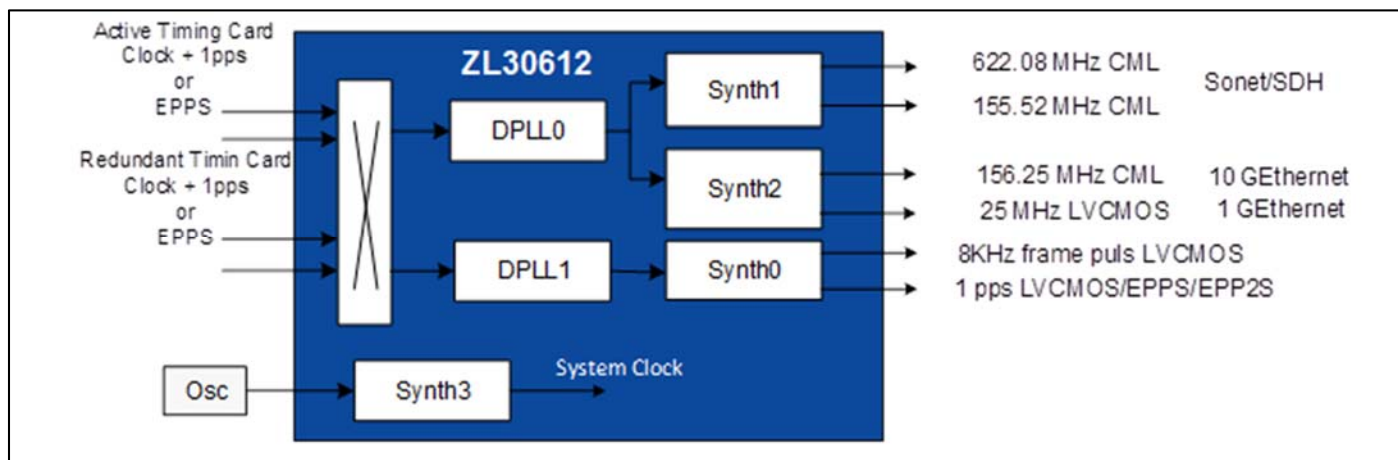 Active Timing Card
Clock + 1pps
or
EPPS
Redundant Timin Card
Clock + 1pps
or
EPPS
ZL30612
DPLL0
Synth1
Synth2
DPLL1
Synth0
622.08 MHz CML
Sonet/SDH
155.52 MHz CML
156.25 MHz CML 10 GEthernet
25 MHz LVCMOS 1 GEthernet
8KHz frame puls LVCMOS
1 pps LVCMOS/EPPS/EPP2S
Osc
Synth3
System Clock